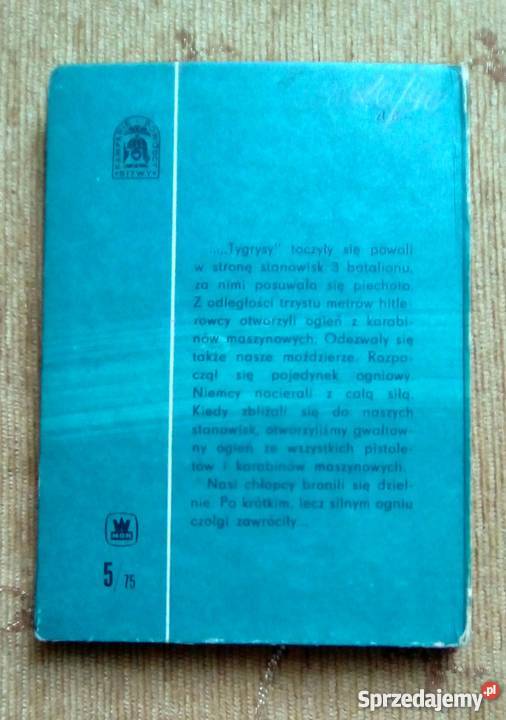 KAMPANIE DOWÓDCY
BITWY
...„Tygrysy” toczyły się powoli
w stronę stanowisk 3 batalionu,
za nimi posuwała się piechota.
Z odległości trzystu metrów hitle-
rowcy otworzyli ogień z karabi-
nów maszynowych. Odezwały się
także nasze moździerze. Rozpo-
czął się pojedynek ogniowy.
Niemcy nacierali z całą siłą.
Kiedy zbliżali się do naszych
stanowisk, otworzyliśmy gwałtow-
ny ogień ze wszystkich pistole-
tów i karabinów maszynowych.
Nasi chłopcy bronili się dziel-
nie. Po krótkim, lecz silnym ogniu
czołgi zawróciły...
MON
5/75
Sprzedajemy.pl